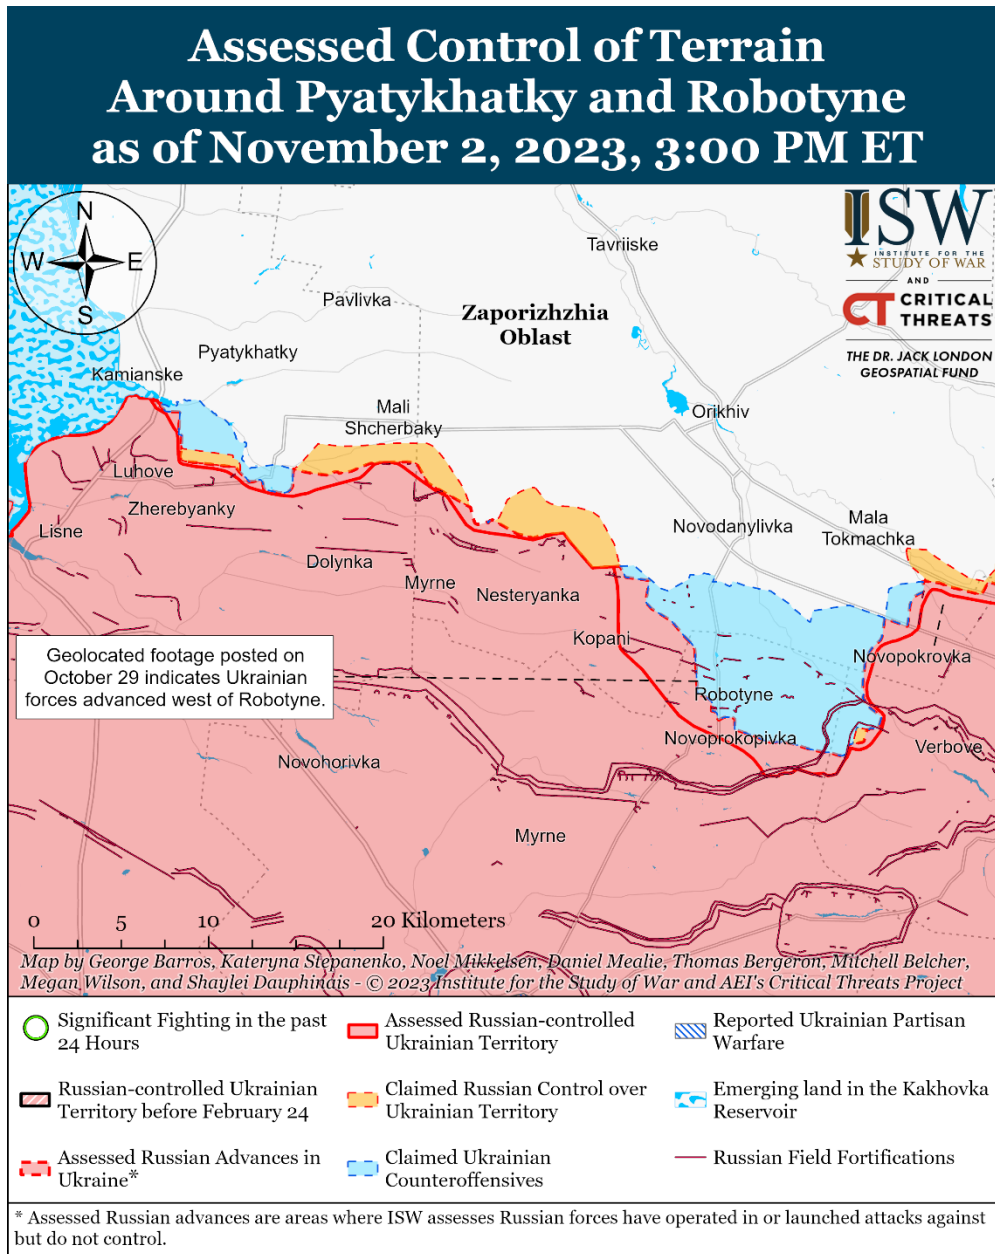 Assessed Control of Terrain
Around Pyatykhatky and Robotyne
as of November 2, 2023, 3:00 PM ET
N
W
E
S
ISW
INSTITUTE FOR THE
STUDY OF WAR
AND
CT CRITICAL
THREATS
THE DR. JACK LONDON
GEOSPATIAL FUND
Tavriiske
Pavlivka
Zaporizhzhia
Oblast
Pyatykhatky
Kamianske
Mali
Shcherbaky
Orikhiv
Luhove
Zherebyanky
Lisne
Novodanylivka
Mala
Tokmachka
Dolynka
Myrne
Nesteryanka
Kopani
Novopokrovka
Geolocated footage posted on
October 29 indicates Ukrainian
forces advanced west of Robotyne.
Robotyne
Novoprokopivka
Verbove
Novohorivka
Myrne
0 5 10 20 Kilometers
Map by George Barros, Kateryna Stepanenko, Noel Mikkelsen, Daniel Mealie, Thomas Bergeron, Mitchell Belcher,
Megan Wilson, and Shaylei Dauphinais - © 2023 Institute for the Study of War and AEI's Critical Threats Project
Significant Fighting in the past
24 Hours
Russian-controlled Ukrainian
Territory before February 24
Assessed Russian Advances in
Ukraine*
Assessed Russian-controlled
Ukrainian Territory
Claimed Russian Control over
Ukrainian Territory
Claimed Ukrainian
Counteroffensives
Reported Ukrainian Partisan
Warfare
Emerging land in the Kakhovka
Reservoir
Russian Field Fortifications
* Assessed Russian advances are areas where ISW assesses Russian forces have operated in or launched attacks against
but do not control.